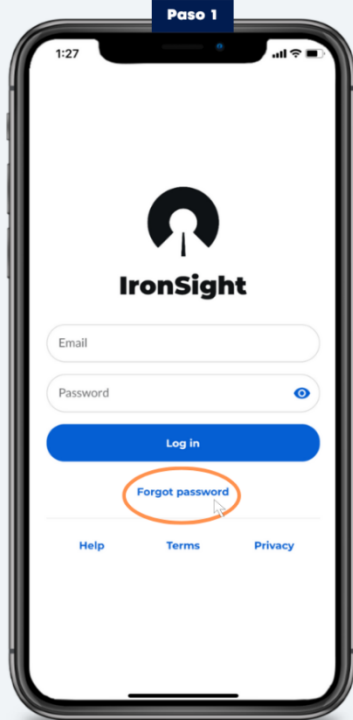 Paso 1
1:27
IronSight
Email
Password
Log in
Forgot password
Help Terms Privacy